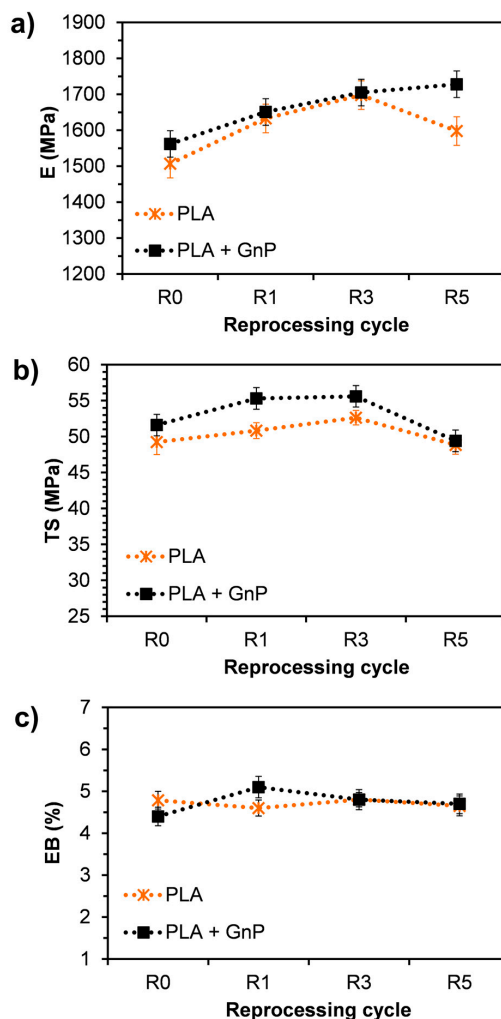 a)
E (MPa)
1900
1800
1700
1600
1500
1400
1300
1200
PLA
PLA + GnP
R0 R1 R3 R5
Reprocessing cycle
b)
TS (MPa)
60
55
50
45
40
35
30
25
PLA
PLA + GnP
R0 R1 R3 R5
Reprocessing cycle
c)
EB (%)
7
6
5
4
3
2
1
PLA
PLA + GnP
R0 R1 R3 R5
Reprocessing cycle